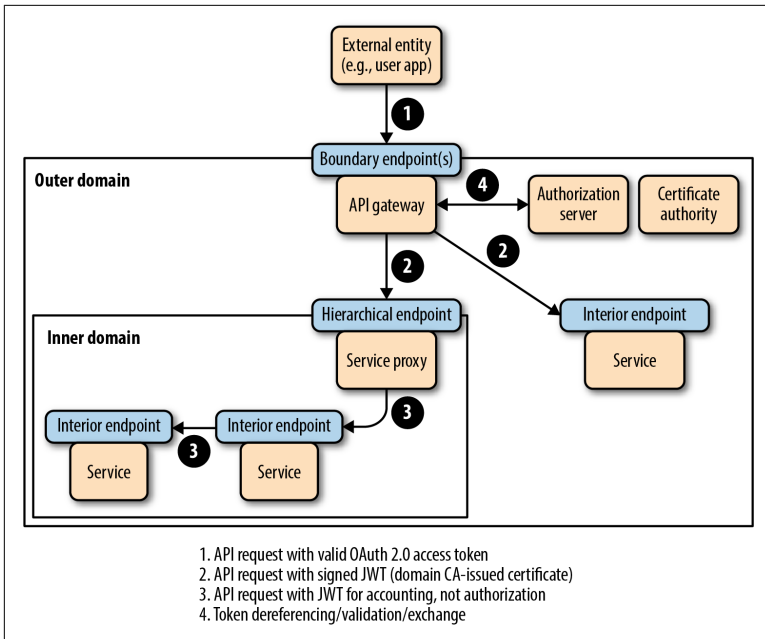 External entity
(e.g., user app)
1
Boundary endpoint(s)
Outer domain
API gateway
4
Authorization
server
Certificate
authority
2
2
Hierarchical endpoint
Interior endpoint
Inner domain
Service proxy
Service
3
Interior endpoint
3
Interior endpoint
Service
Service
1. API request with valid OAuth 2.0 access token
2. API request with signed JWT (domain CA-issued certificate)
3. API request with JWT for accounting, not authorization
4. Token dereferencing/validation/exchange